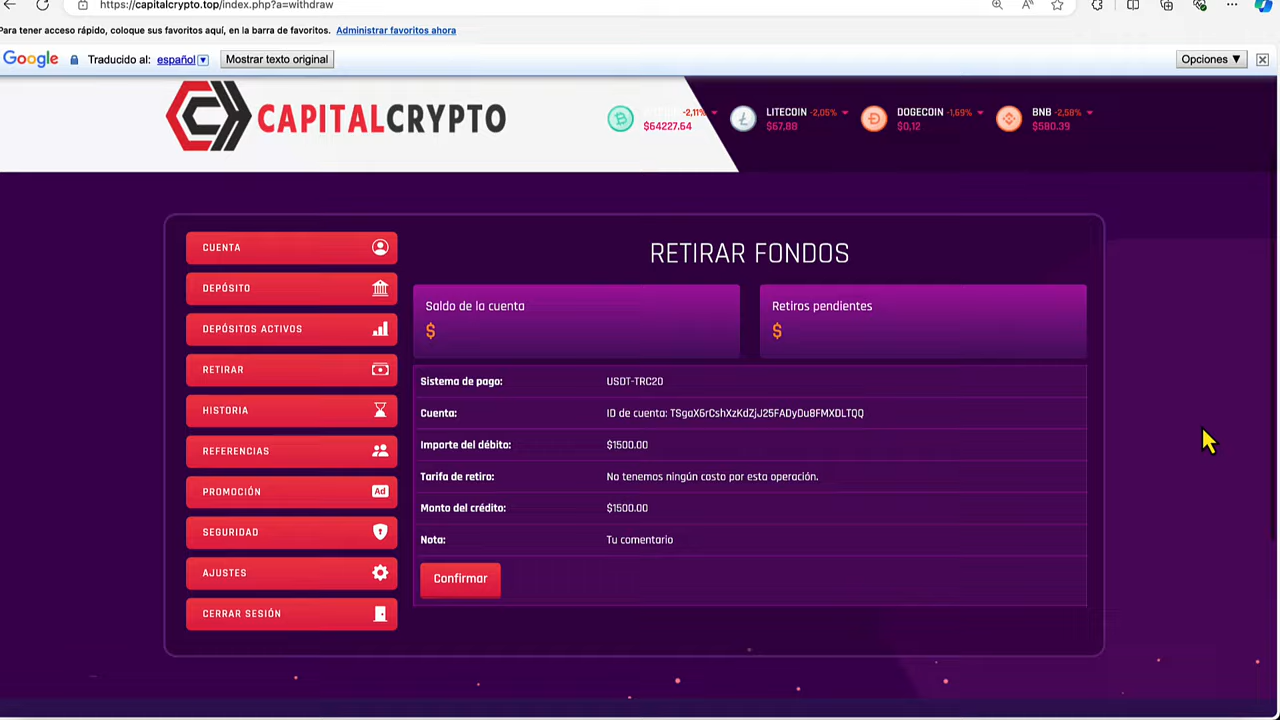 https://capitalcrypto.top/index.php?a=withdraw
Para tener acceso rápido, coloque sus favoritos aquí, en la barra de favoritos. Administrar favoritos ahora
Google Traducido al: español Mostrar texto original Opciones ▼
CAPITALCRYPTO
-2,11% LITECOIN -2,05% DOGECOIN -1,69% BNB -2,58%
$64227.64 $67.88 $0,12 $580.39
RETIRAR FONDOS
CUENTA
DEPÓSITO
DEPÓSITOS ACTIVOS
RETIRAR
HISTORIA
REFERENCIAS
PROMOCIÓN Ad
SEGURIDAD
AJUSTES
CERRAR SESIÓN
Saldo de la cuenta
$
Retiros pendientes
$
Sistema de pago: USDT-TRC20
Cuenta: ID de cuenta: TSgaX6rCshXzKdZjJ25FADyDu8FMXDLTQQ
Importe del débito: $1500.00
Tarifa de retiro: No tenemos ningún costo por esta operación.
Monto del crédito: $1500.00
Nota: Tu comentario
Confirmar